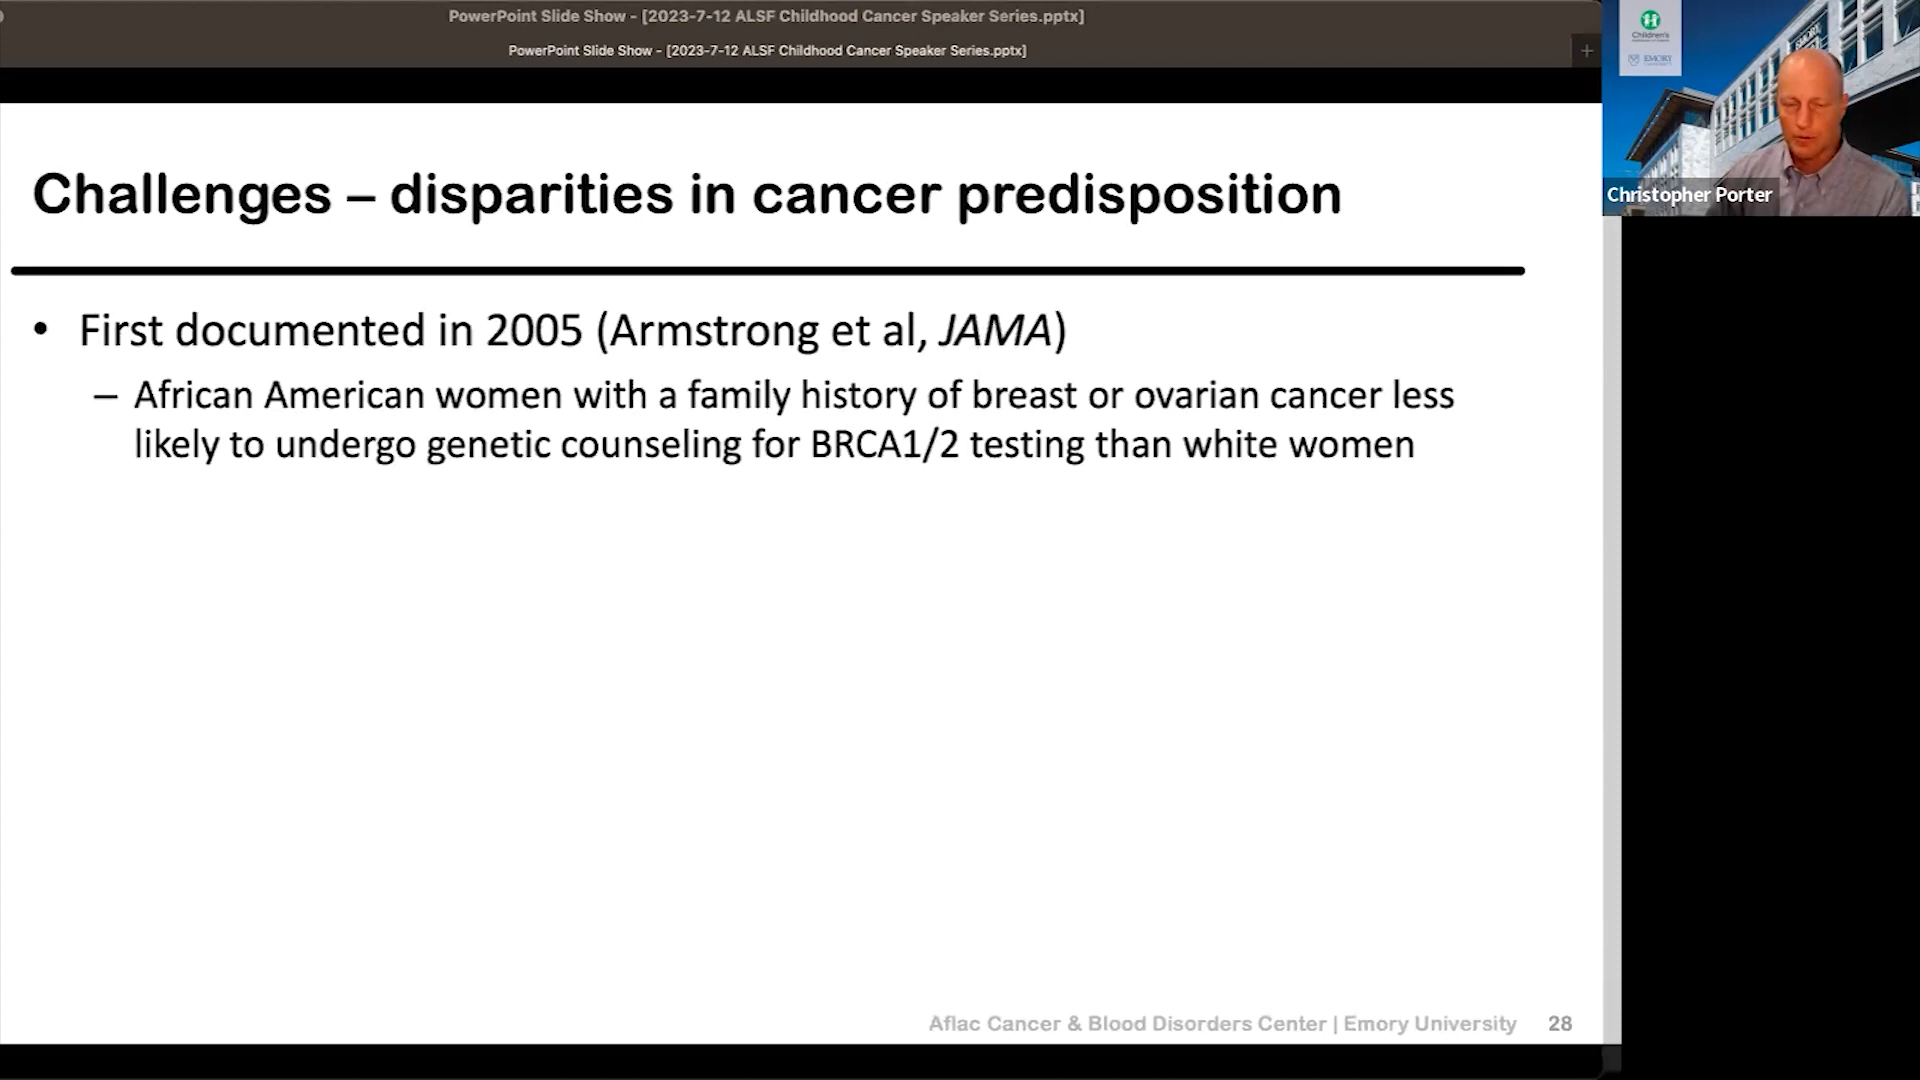 PowerPoint Slide Show - [2023-7-12 ALSF Childhood Cancer Speaker Series.pptx]
PowerPoint Slide Show - [2023-7-12 ALSF Childhood Cancer Speaker Series.pptx]
+
Children's
EMORY
Christopher Porter
Challenges – disparities in cancer predisposition
• First documented in 2005 (Armstrong et al, JAMA)
– African American women with a family history of breast or ovarian cancer less
likely to undergo genetic counseling for BRCA1/2 testing than white women
Aflac Cancer & Blood Disorders Center | Emory University 28